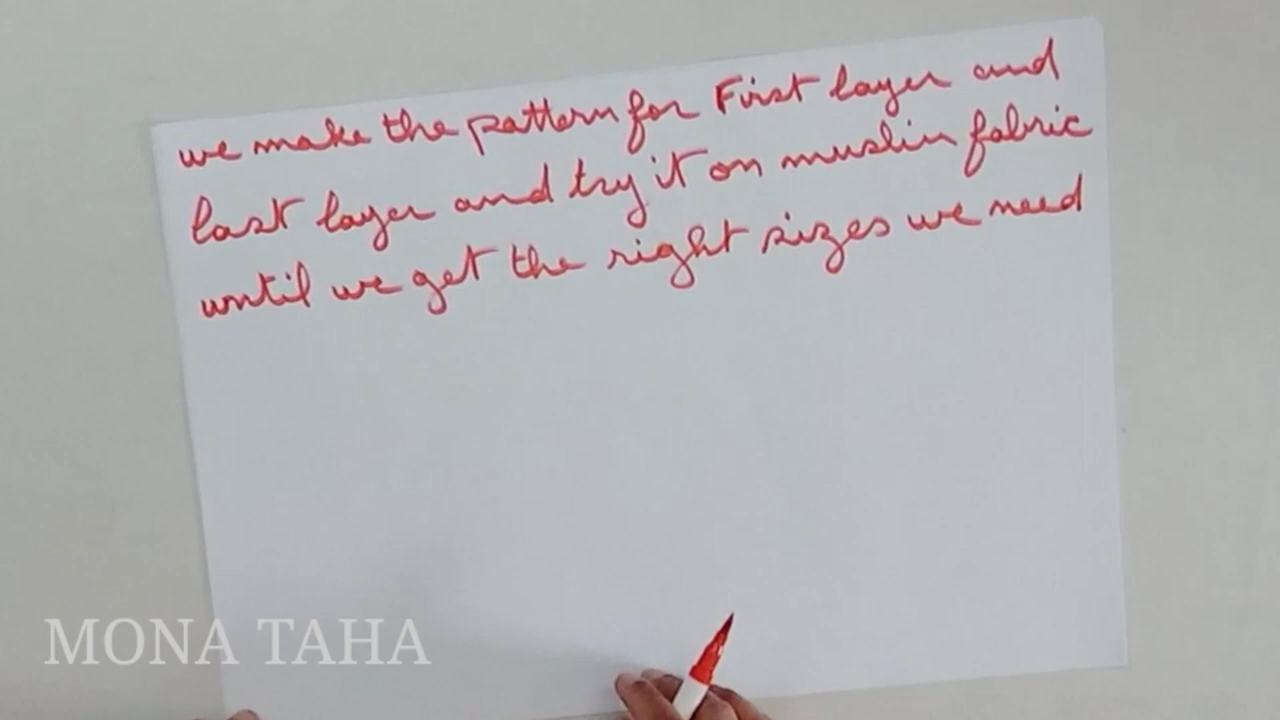 we make the pattern for First layer and
last layer and try it on muslin fabric
until we get the right sizes we need
MONA TAHA